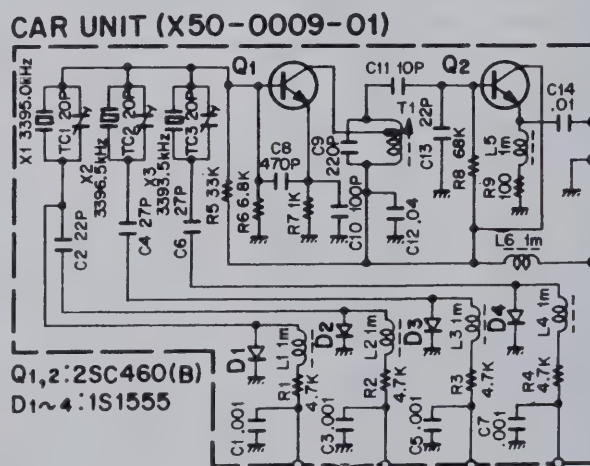 CAR UNIT (X50-0009-01)
X1 3395.0kHz
TC1 20P
X2 3396.5kHz
TC2 20P
X3 3393.5kHz
TC3 20P
Q1
C11 10P
Q2
C14 .01
T1
C8 470P
C9 220P
C13 22P
R8 68K
L5 1m
R9 100
R5 33K
R6 6.8K
R7 1K
C10 100P
C12 .04
L6 1m
C2 22P
C4 27P
C6 27P
D1
L1 1m
D2
L2 1m
D3
L3 1m
D4
L4 1m
R1 4.7K
R2 4.7K
R3 4.7K
R4 4.7K
C1 .001
C3 .001
C5 .001
C7 .001
Q1,2:2SC460(B)
D1~4:1S1555